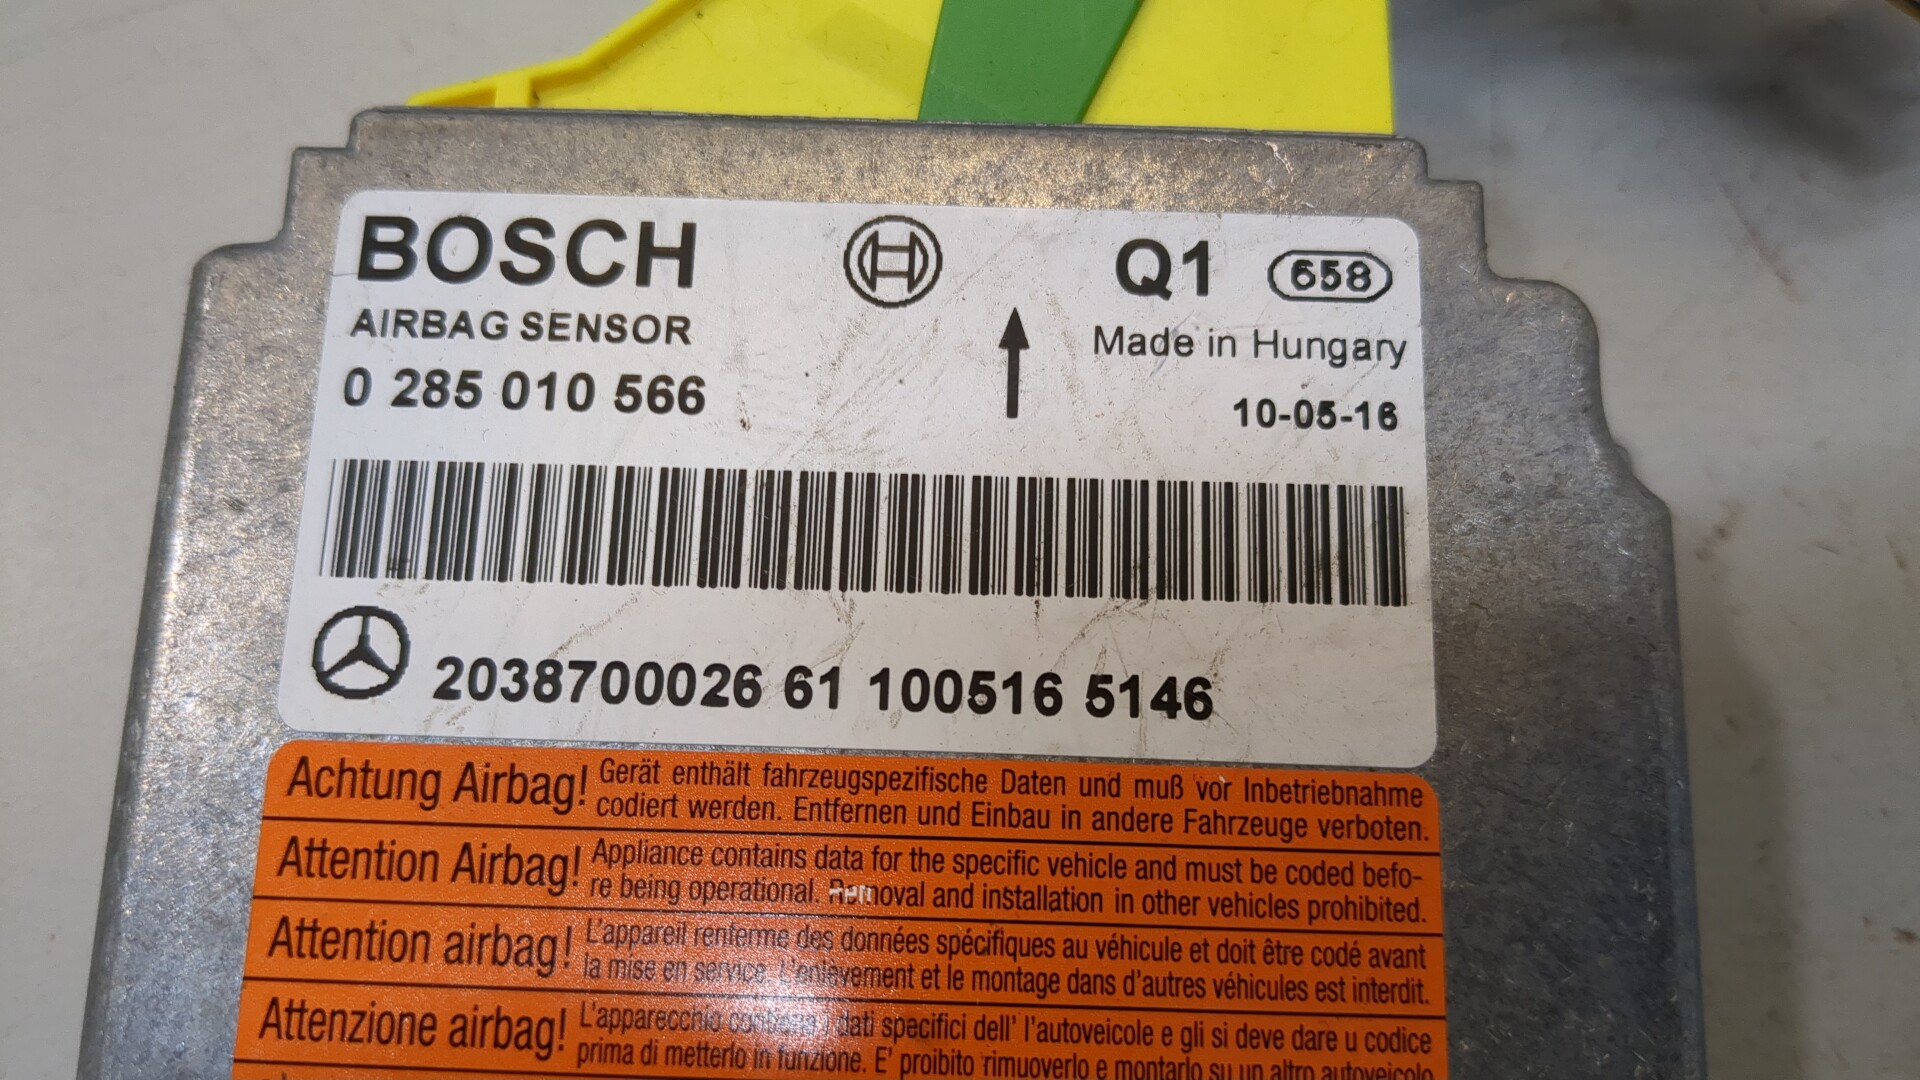 BOSCH
Q1 658
AIRBAG SENSOR
Made in Hungary
0 285 010 566
10-05-16
2038700026 61 100516 5146
Achtung Airbag! Gerät enthält fahrzeugspezifische Daten und muß vor Inbetriebnahme
codiert werden. Entfernen und Einbau in andere Fahrzeuge verboten.
Attention Airbag! Appliance contains data for the specific vehicle and must be coded befo-
re being operational. Removal and installation in other vehicles prohibited.
Attention airbag! L'appareil renferme des données spécifiques au véhicule et doit être codé avant
la mise en service. L'enlèvement et le montage dans d'autres véhicules est interdit.
Attenzione airbag! L'apparecchio contiene i dati specifici dell' l'autoveicolo e gli si deve dare u codice
prima di metterlo in funzione. E' proibito rimuoverlo e montarlo su un altro autoveicolo